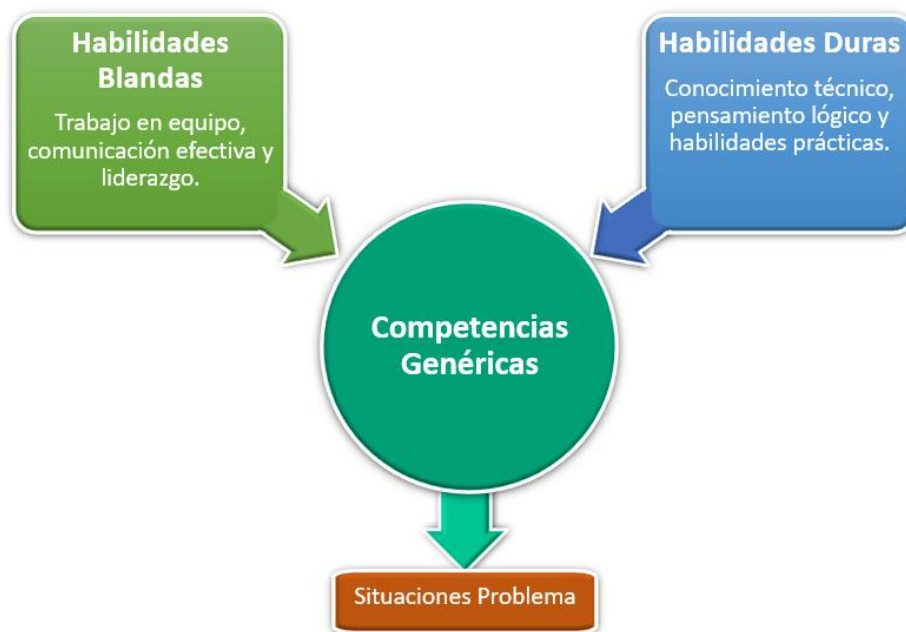 Habilidades
Blandas
Trabajo en equipo,
comunicación efectiva y
liderazgo.
Habilidades Duras
Conocimiento técnico,
pensamiento lógico y
habilidades prácticas.
Competencias
Genéricas
Situaciones Problema